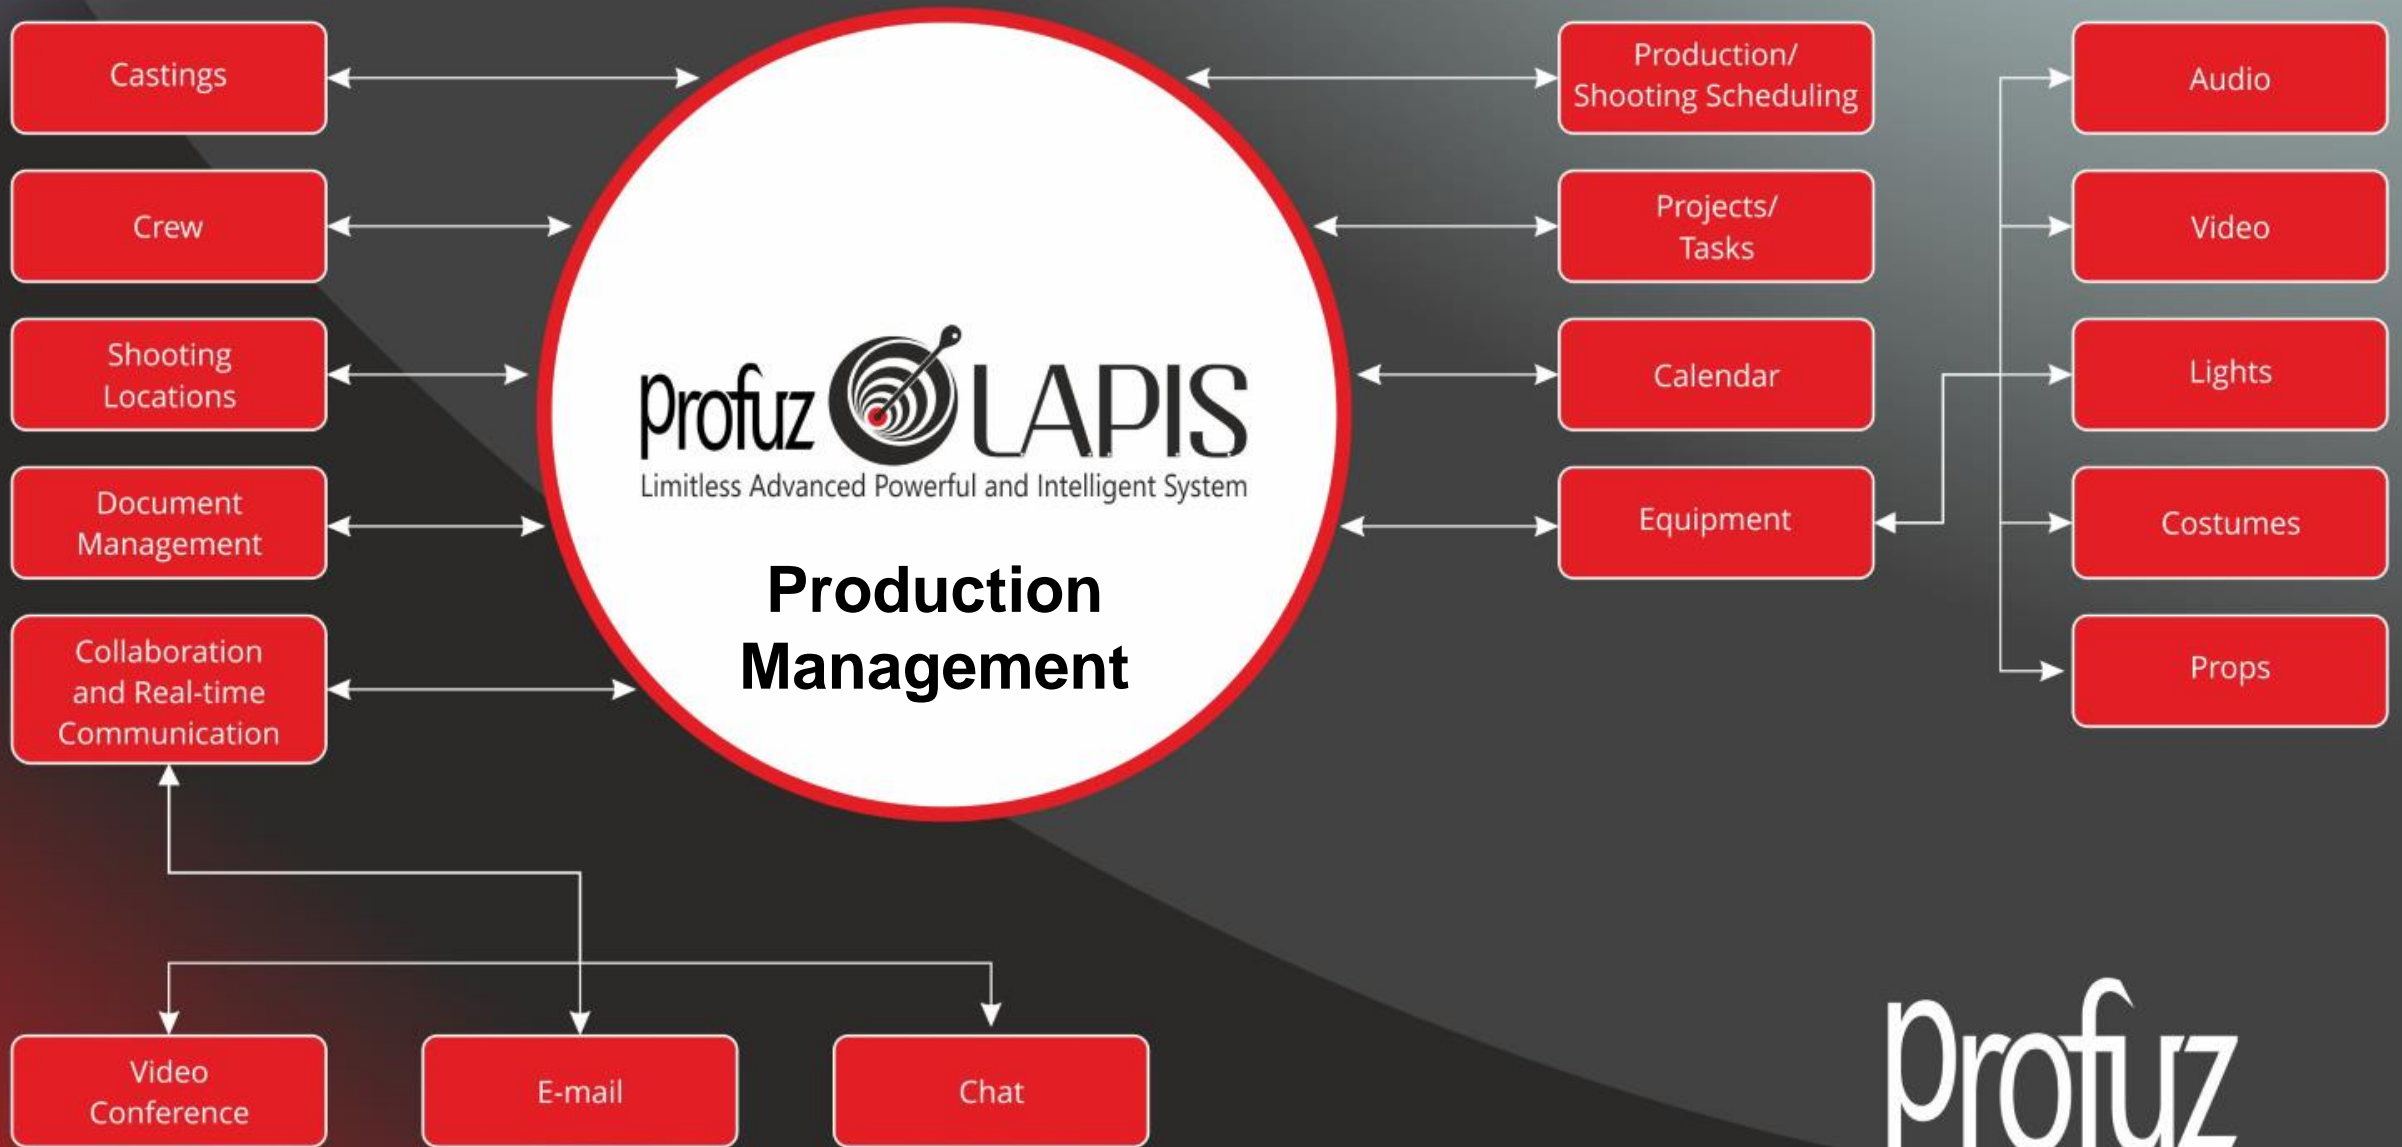 Castings
Crew
Shooting
Locations
Document
Management
Collaboration
and Real-time
Communication
Video
Conference
E-mail
Chat
profuz LAPIS
Limitless Advanced Powerful and Intelligent System
Production
Management
Production/
Shooting Scheduling
Projects/
Tasks
Calendar
Equipment
Audio
Video
Lights
Costumes
Props
profuz